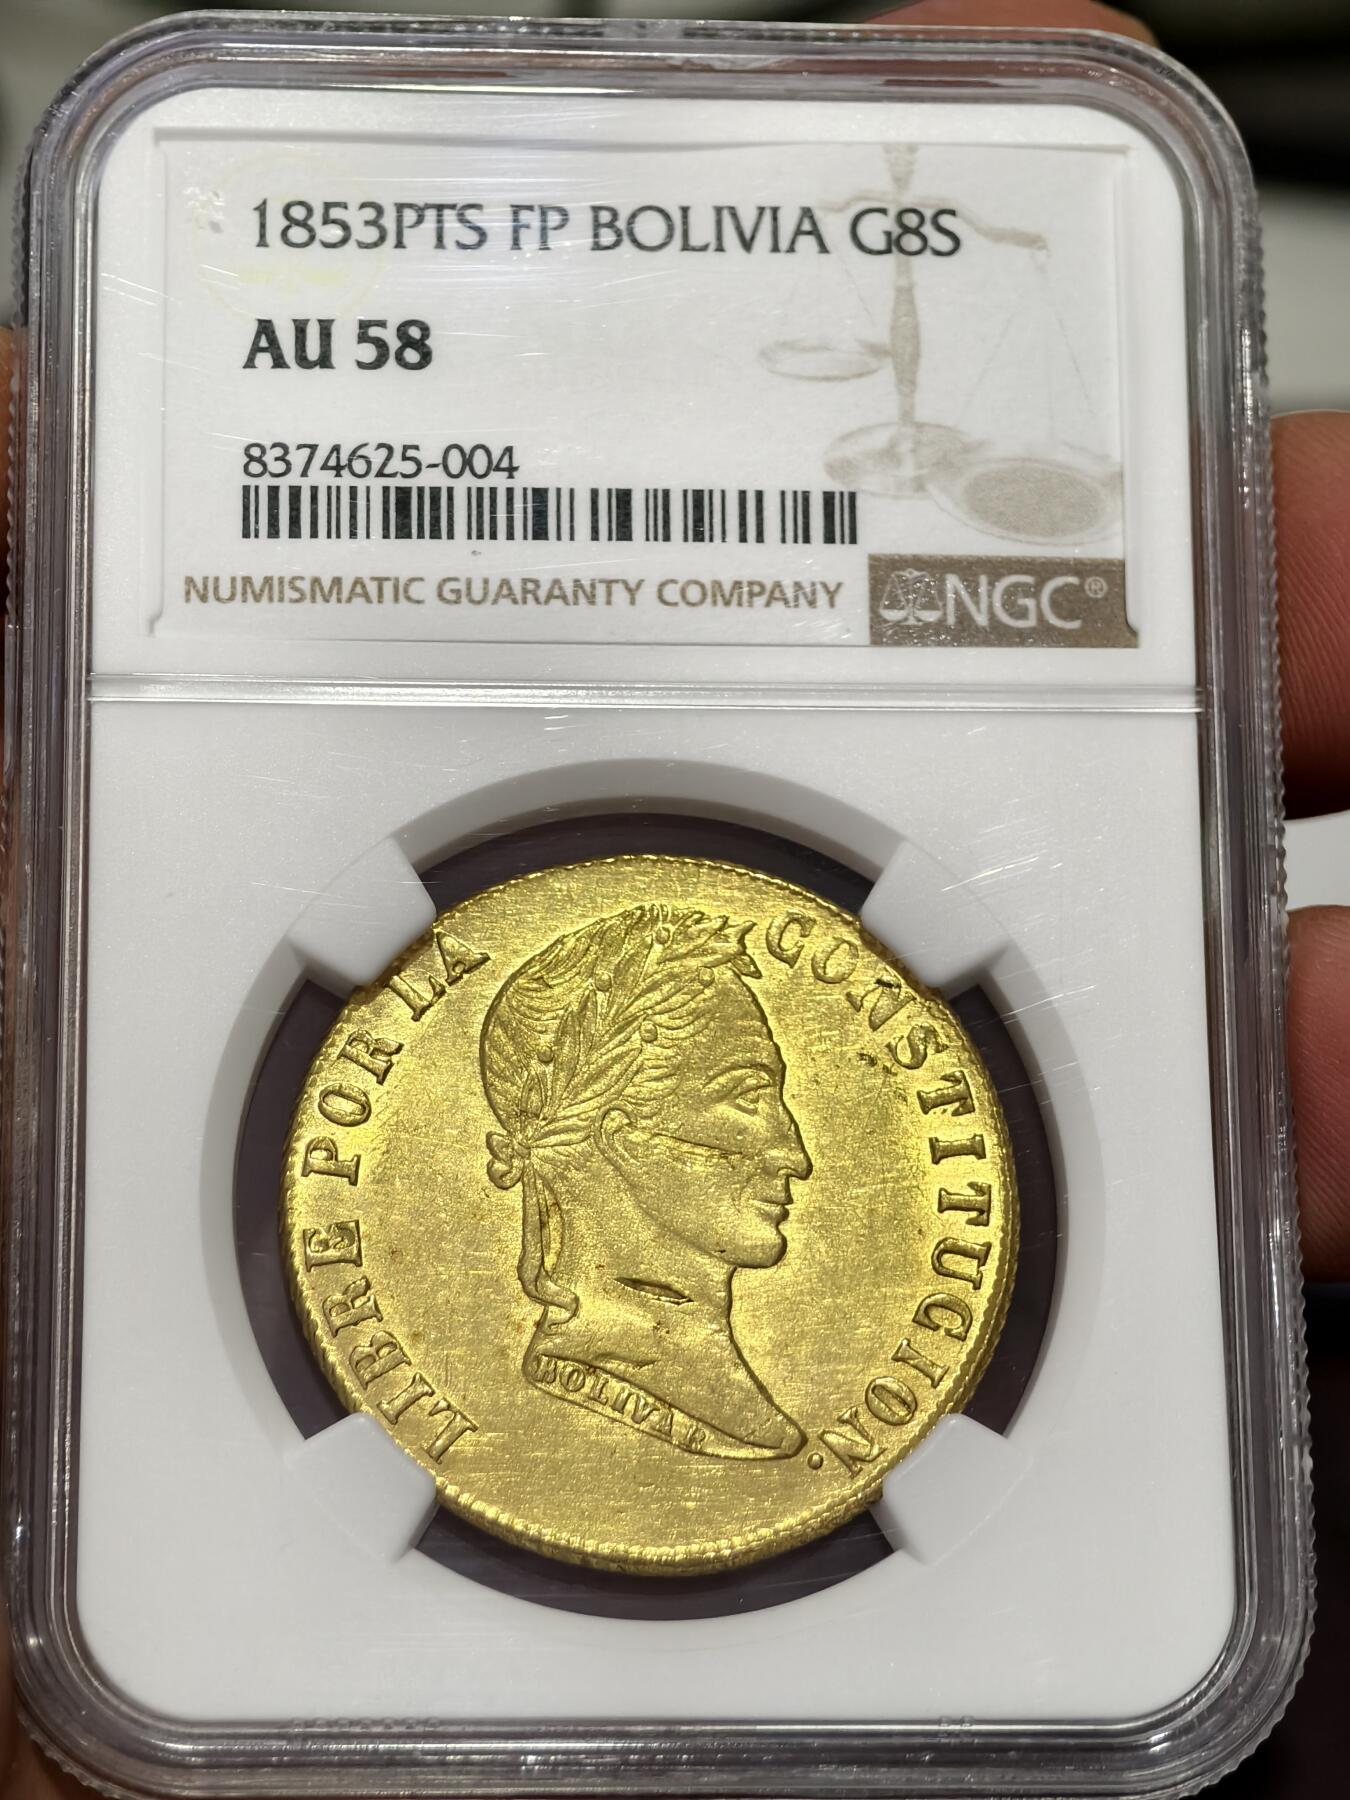 1853PTS FP BOLIVIA G8S
AU 58
8374625-004
NUMISMATIC GUARANTY COMPANY
NGC®
LIBRE POR LA CONSTITUCION.
BOLIVAR